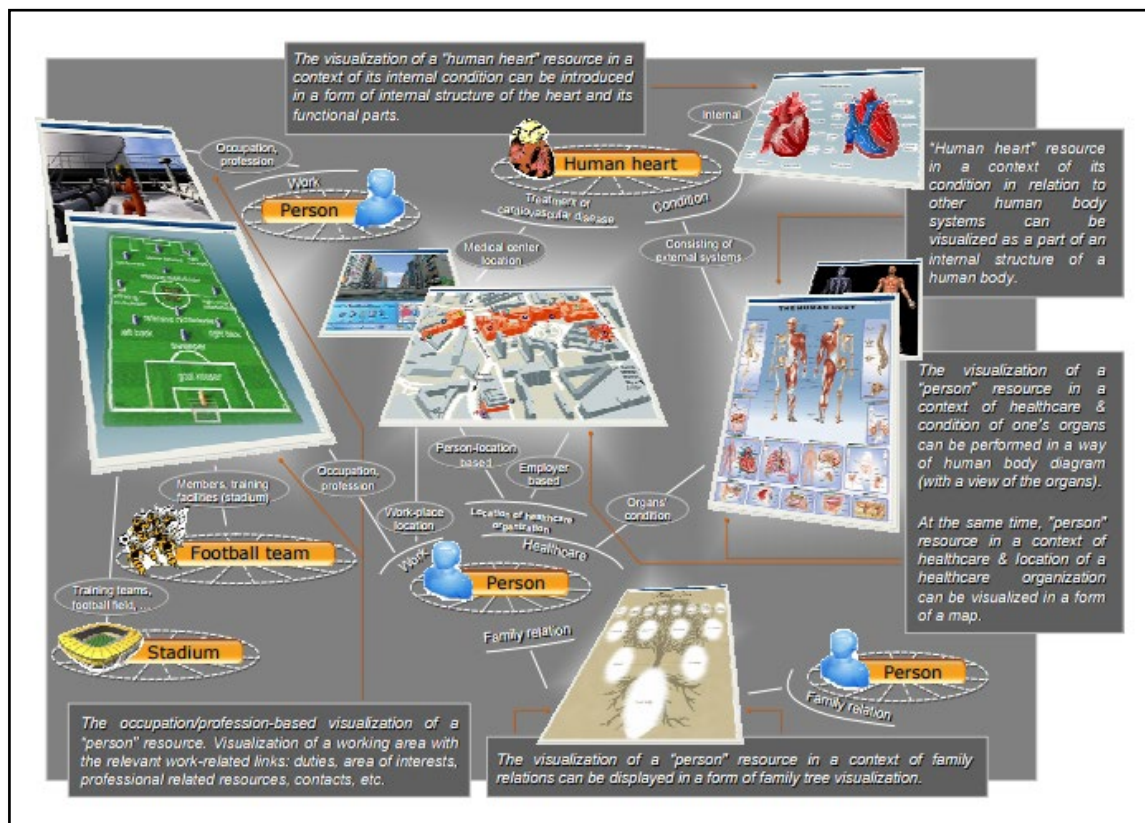 The visualization of a "human heart" resource in a
context of its internal condition can be introduced
in a form of internal structure of the heart and its
functional parts.
Internal
Occupation,
profession
Work
Person
Human heart
Treatment of
cardiovascular disease
Condition
"Human heart" resource
in a context of its
condition in relation to
other human body
systems can be
visualized as a part of an
internal structure of a
human body.
Medical center
location
Consisting of
external systems
THE HUMAN BODY
left back
right back
goal keeper
The visualization of a
"person" resource in a
context of healthcare &
condition of one's organs
can be performed in a way
of human body diagram
(with a view of the organs).
At the same time, "person"
resource in a context of
healthcare & location of a
healthcare organization
can be visualized in a form
of a map.
Person-location
based
Employer
based
Members, training
facilities (stadium)
Occupation,
profession
Work-place
location
Location of healthcare
organization
Organs'
condition
Football team
Work
Healthcare
Person
Training teams,
football field,...
Stadium
Family relation
Person
Family relation
The occupation/profession-based visualization of a
"person" resource. Visualization of a working area with
the relevant work-related links: duties, area of interests,
professional related resources, contacts, etc.
The visualization of a "person" resource in a context of family
relations can be displayed in a form of family tree visualization.